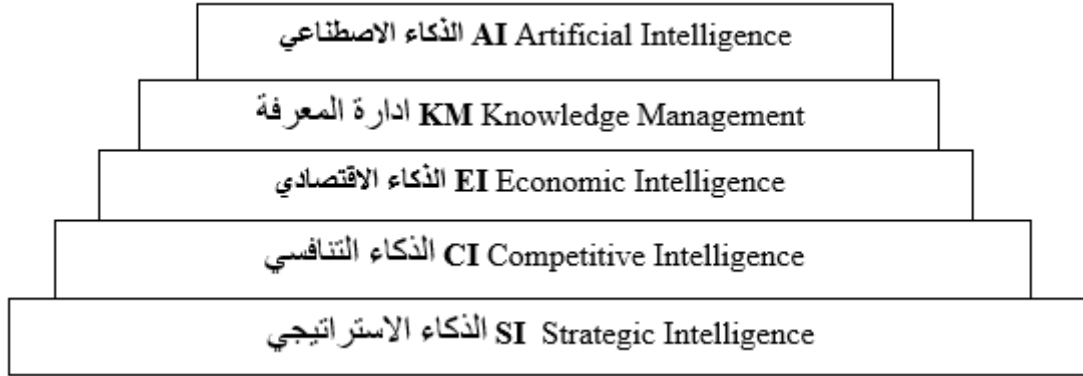 الذكاء الاصطناعي AI Artificial Intelligence
ادارة المعرفة KM Knowledge Management
الذكاء الاقتصادي EI Economic Intelligence
الذكاء التنافسي CI Competitive Intelligence
الذكاء الاستراتيجي SI Strategic Intelligence